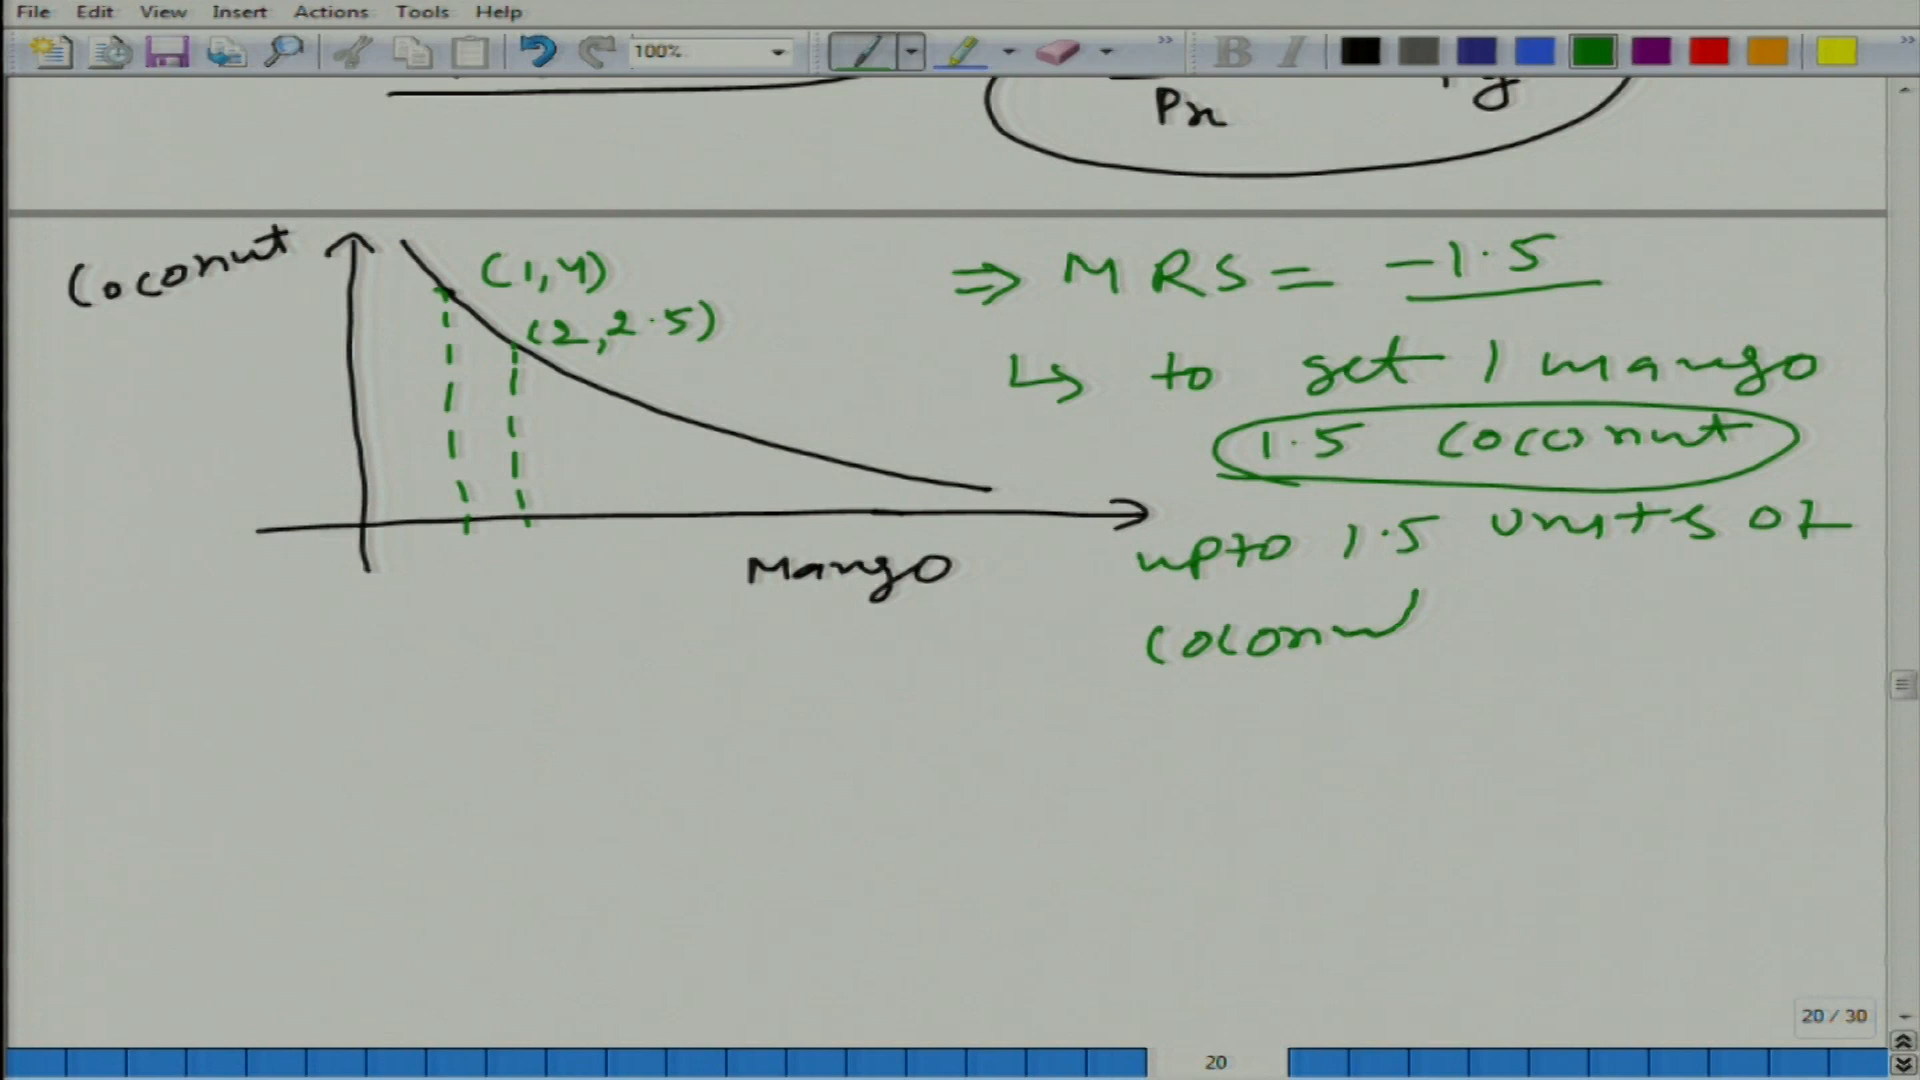 File Edit View Insert Actions Tools Help
100%
B I
Px
y
Coconut
(1,4)
(2,2.5)
Mango
⇒ MRS = -1.5
↳ to get 1 mango
1.5 coconut
upto 1.5 units of
20 / 30
20